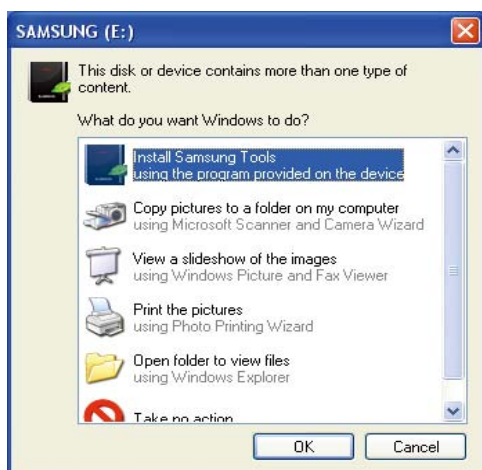 SAMSUNG (E:)
This disk or device contains more than one type of
content.
What do you want Windows to do?
Install Samsung Tools
using the program provided on the device
Copy pictures to a folder on my computer
using Microsoft Scanner and Camera Wizard
View a slideshow of the images
using Windows Picture and Fax Viewer
Print the pictures
using Photo Printing Wizard
Open folder to view files
using Windows Explorer
Take no action
OK
Cancel